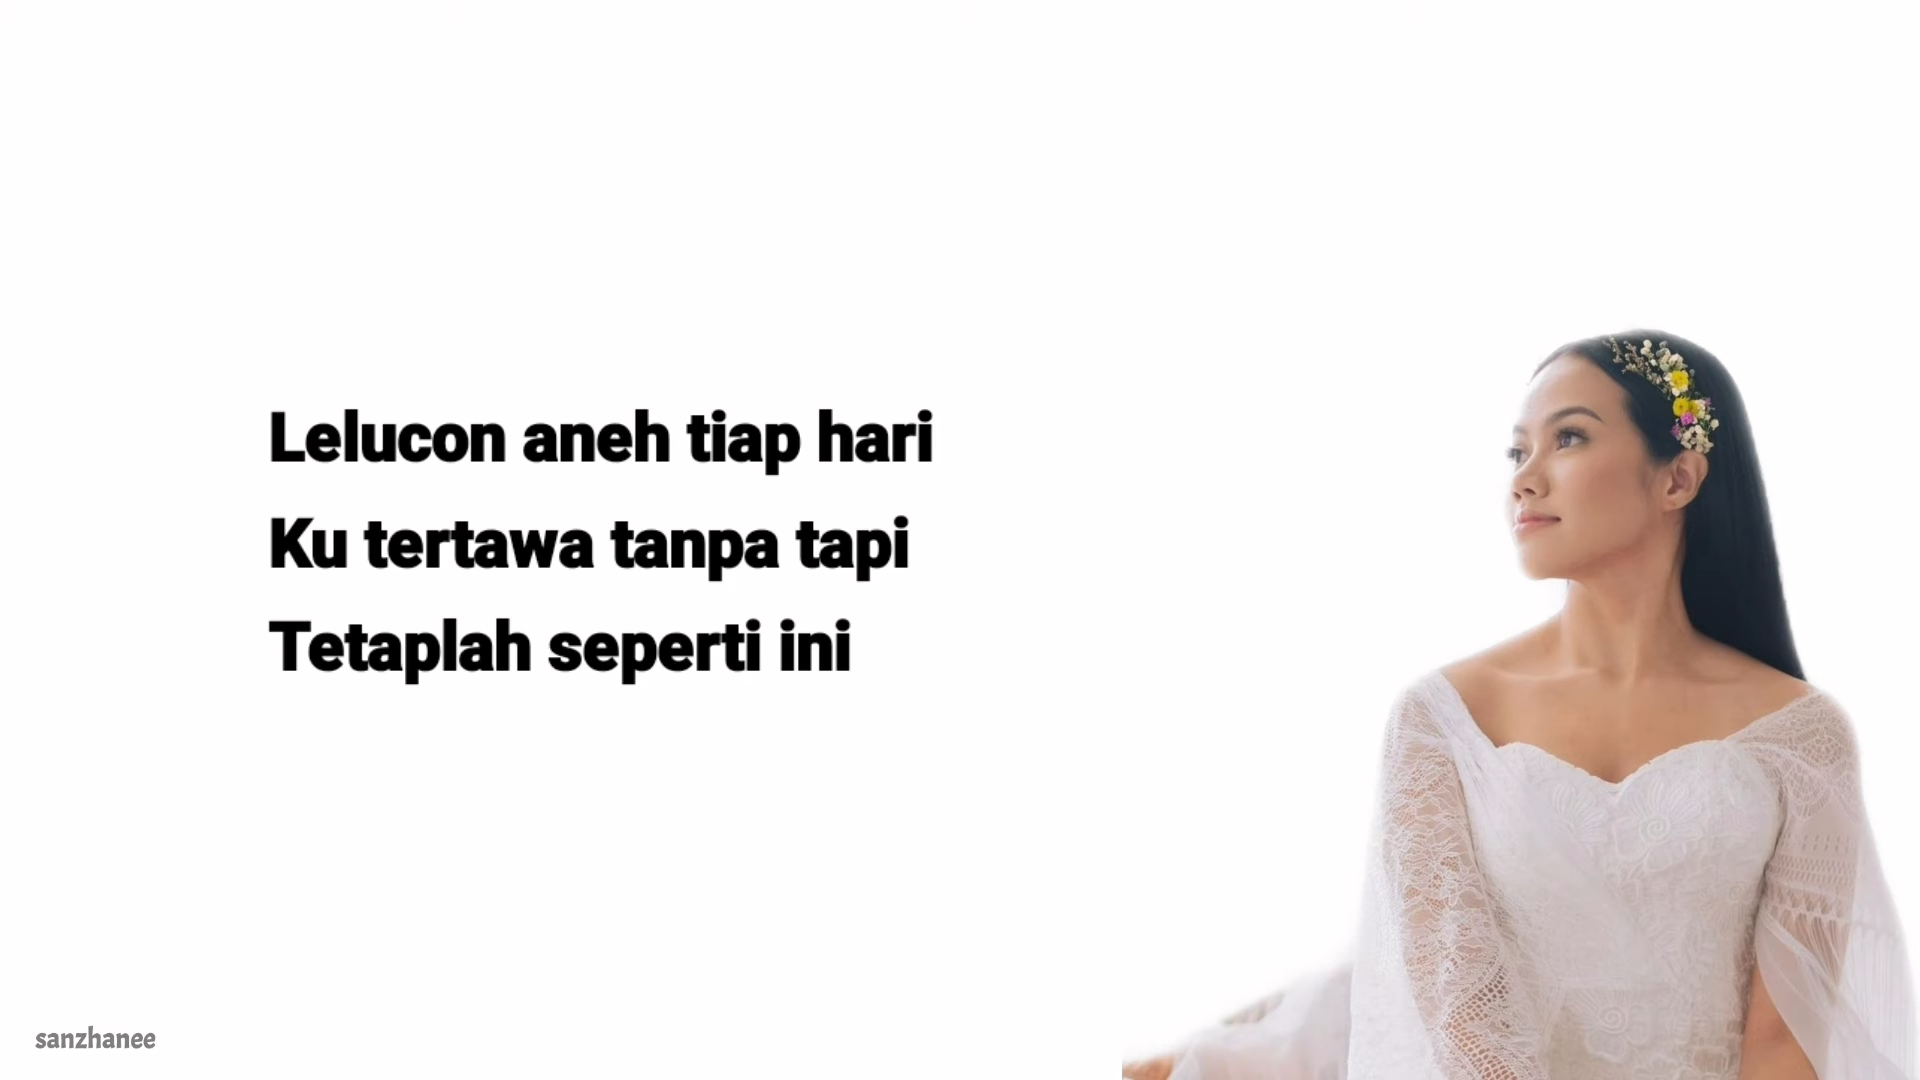 Lelucon aneh tiap hari
Ku tertawa tanpa tapi
Tetaplah seperti ini
sanzhanee